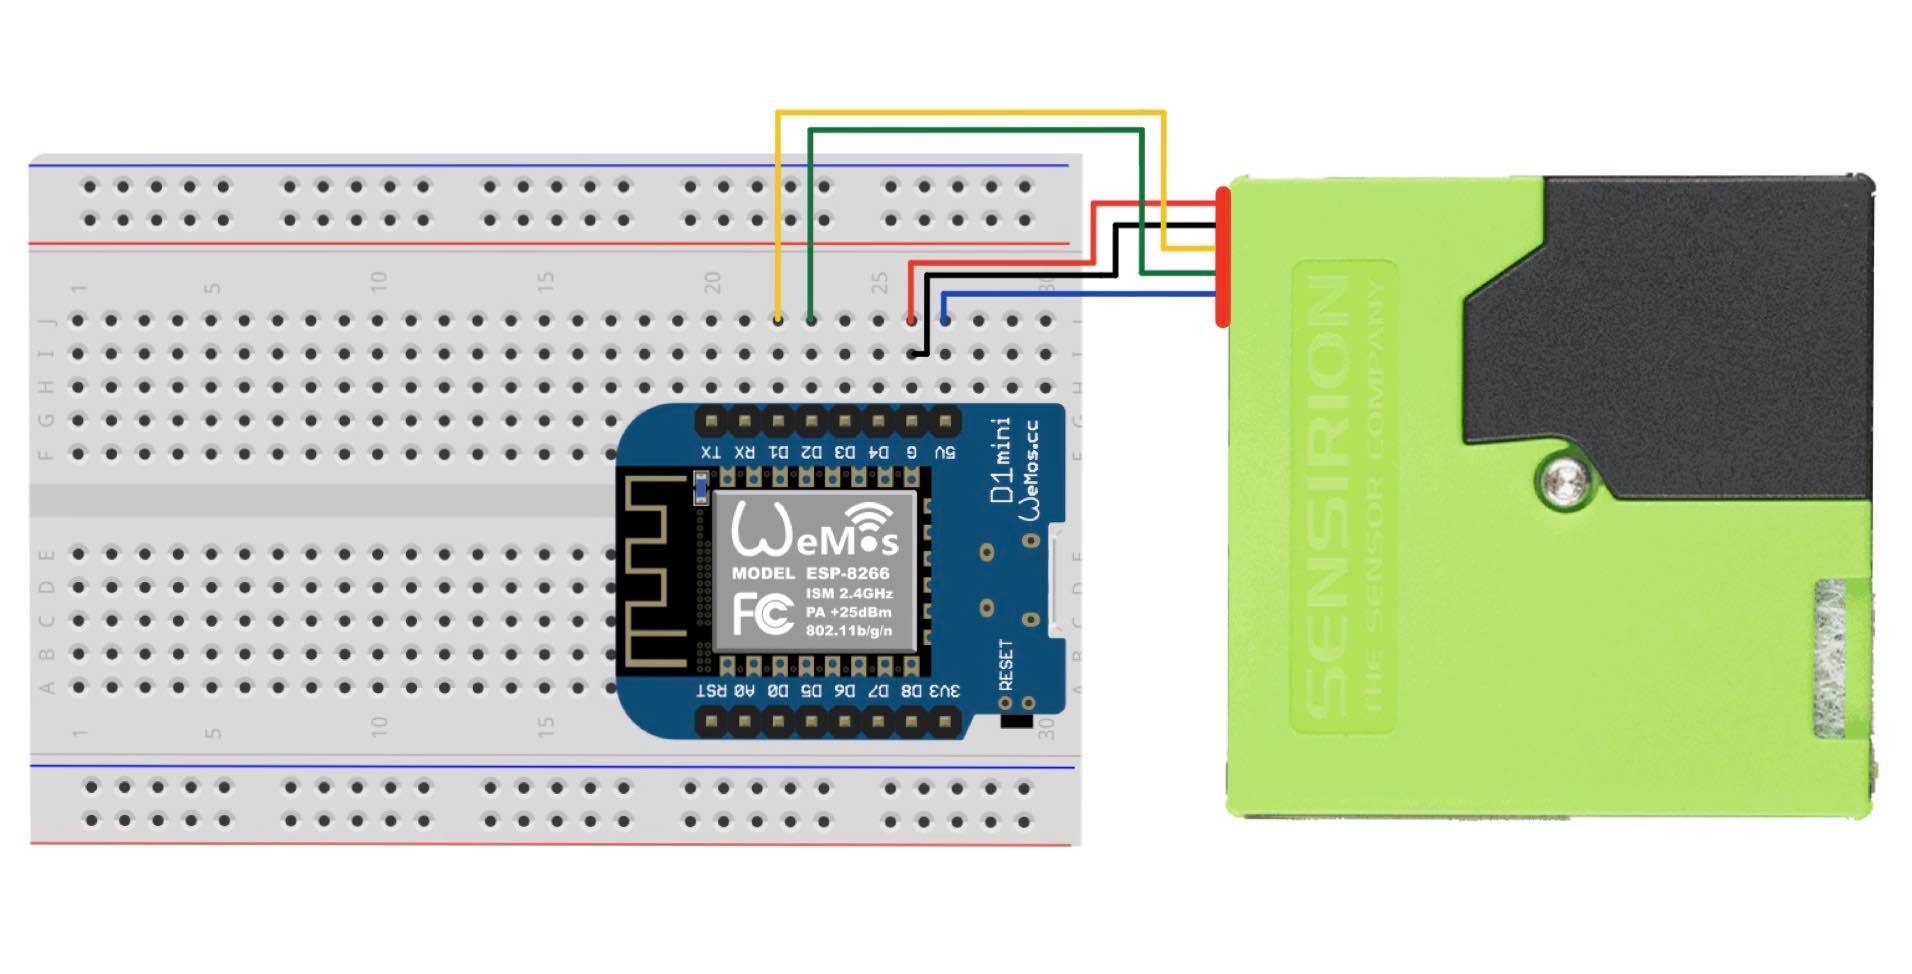 1 5 10 15 20 25 30
J
I
H
G
F
TX RX D1 D2 D3 D4 G 5V
D1 mini
WeMos.cc
WeMos
MODEL ESP-8266
ISM 2.4GHz
PA +25dBm
802.11b/g/n
FC
RST A0 D0 D5 D6 D7 D8 3V3
RESET
E
D
C
B
A
1 5 10 15 30
SENSIRION
THE SENSOR COMPANY